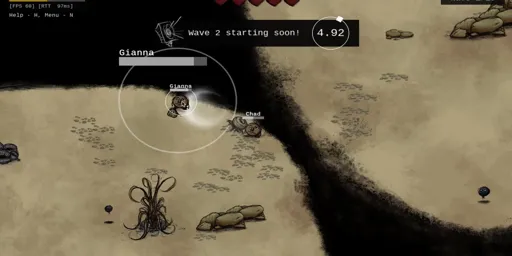 [FPS 60] [RTT  97ms]
Help - H, Menu - N
Wave 2 starting soon!
4.92
Gianna
Gianna
Chad